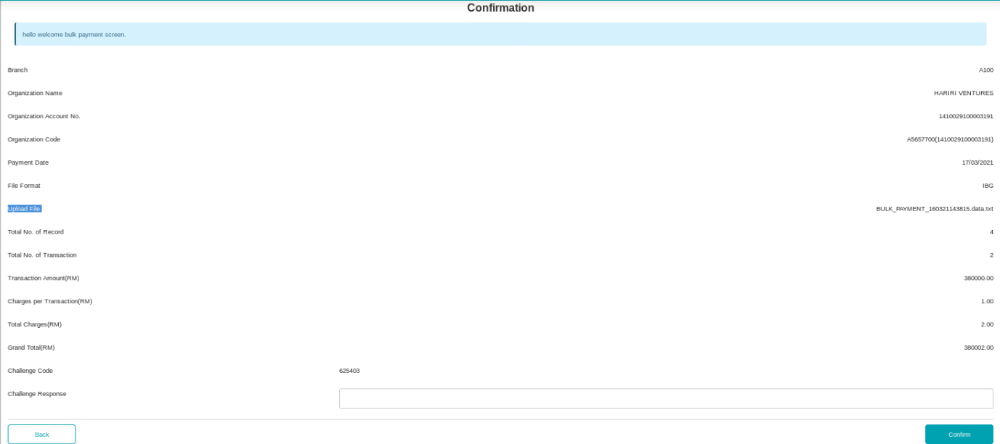 Confirmation
hello welcome bulk payment screen.
Branch A100
Organization Name HARIRI VENTURES
Organization Account No. 1410029100003191
Organization Code A5657700(1410029100003191)
Payment Date 17/03/2021
File Format IBG
Upload File BULK_PAYMENT_160321143815.data.txt
Total No. of Record 4
Total No. of Transaction 2
Transaction Amount(RM) 380000.00
Charges per Transaction(RM) 1.00
Total Charges(RM) 2.00
Grand Total(RM) 380002.00
Challenge Code 625403
Challenge Response
Back Confirm